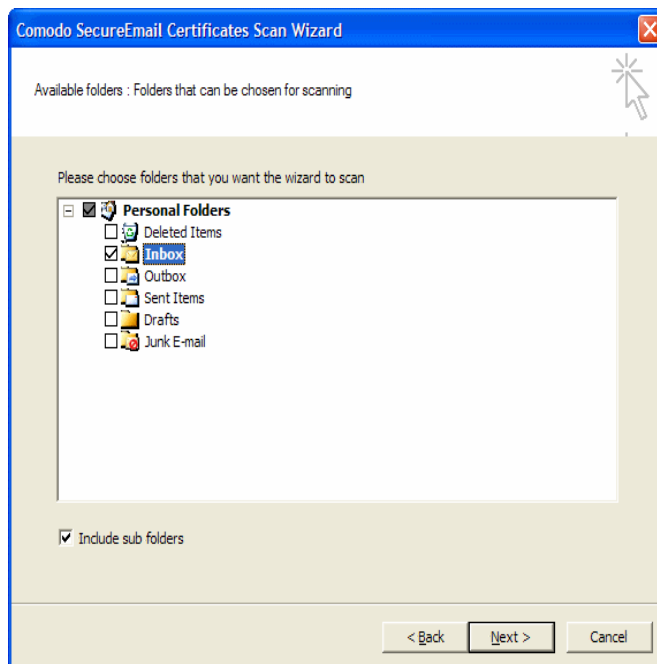 Comodo SecureEmail Certificates Scan Wizard
Available folders : Folders that can be chosen for scanning
Please choose folders that you want the wizard to scan
Personal Folders
Deleted Items
Inbox
Outbox
Sent Items
Drafts
Junk E-mail
Include sub folders
< Back Next > Cancel